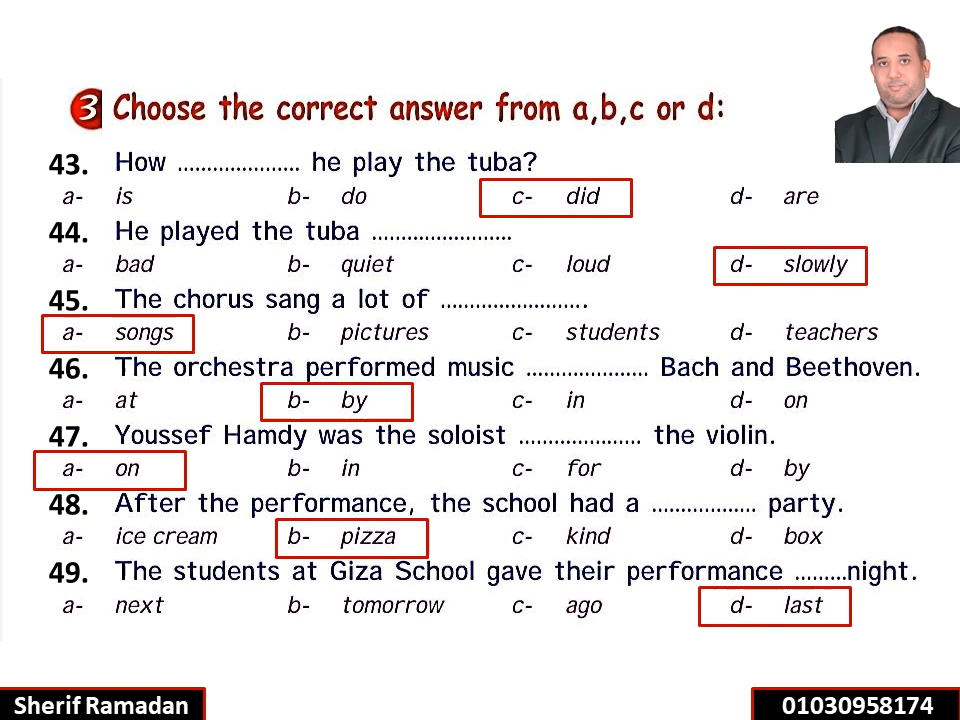 3 Choose the correct answer from a,b,c or d:
43. How ..................... he play the tuba?
a- is b- do c- did d- are
44. He played the tuba ........................
a- bad b- quiet c- loud d- slowly
45. The chorus sang a lot of .........................
a- songs b- pictures c- students d- teachers
46. The orchestra performed music ..................... Bach and Beethoven.
a- at b- by c- in d- on
47. Youssef Hamdy was the soloist ..................... the violin.
a- on b- in c- for d- by
48. After the performance, the school had a .................. party.
a- ice cream b- pizza c- kind d- box
49. The students at Giza School gave their performance .........night.
a- next b- tomorrow c- ago d- last
Sherif Ramadan 01030958174